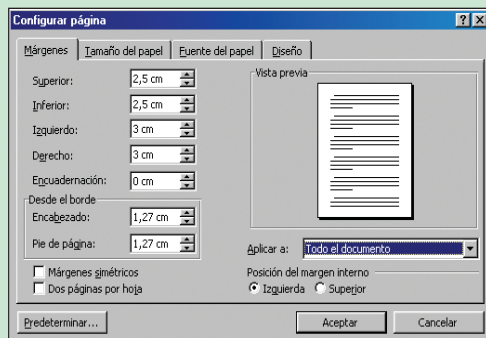 Configurar página
Márgenes Tamaño del papel Fuente del papel Diseño
Superior: 2,5 cm
Inferior: 2,5 cm
Izquierdo: 3 cm
Derecho: 3 cm
Encuadernación: 0 cm
Desde el borde
Encabezado: 1,27 cm
Pie de página: 1,27 cm
Márgenes simétricos
Dos páginas por hoja
Vista previa
Aplicar a: Todo el documento
Posición del margen interno
Izquierda Superior
Predeterminar... Aceptar Cancelar